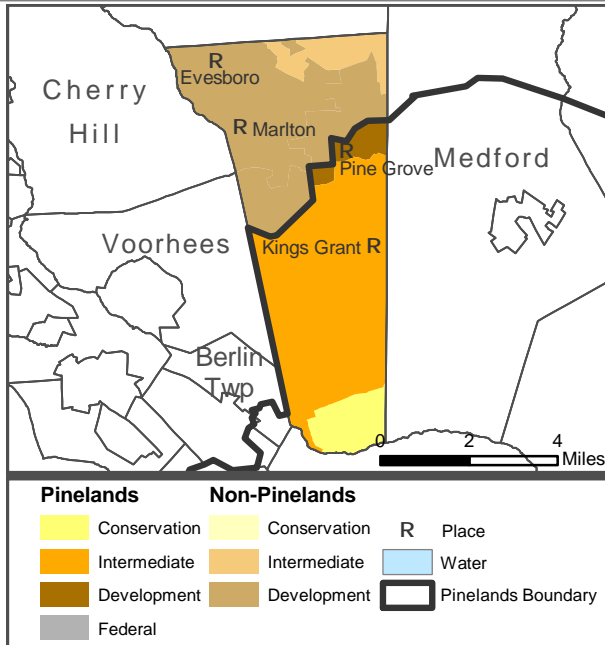 R
Evesboro
Cherry
Hill
R Marlton
R
Pine Grove
Medford
Voorhees
Kings Grant R
Berlin
Twp
0 2 4
Miles
Pinelands Non-Pinelands
Conservation Conservation R Place
Intermediate Intermediate Water
Development Development Pinelands Boundary
Federal